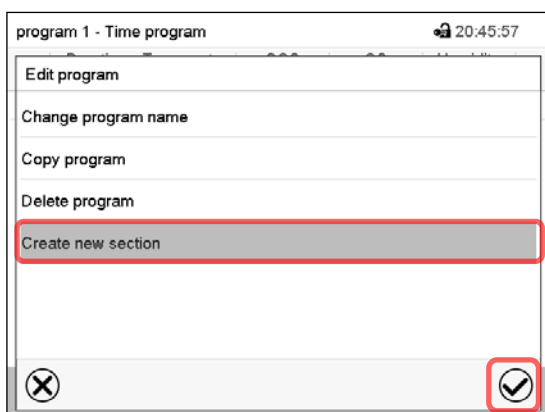 program 1 - Time program 20:45:57
Edit program
Change program name
Copy program
Delete program
Create new section